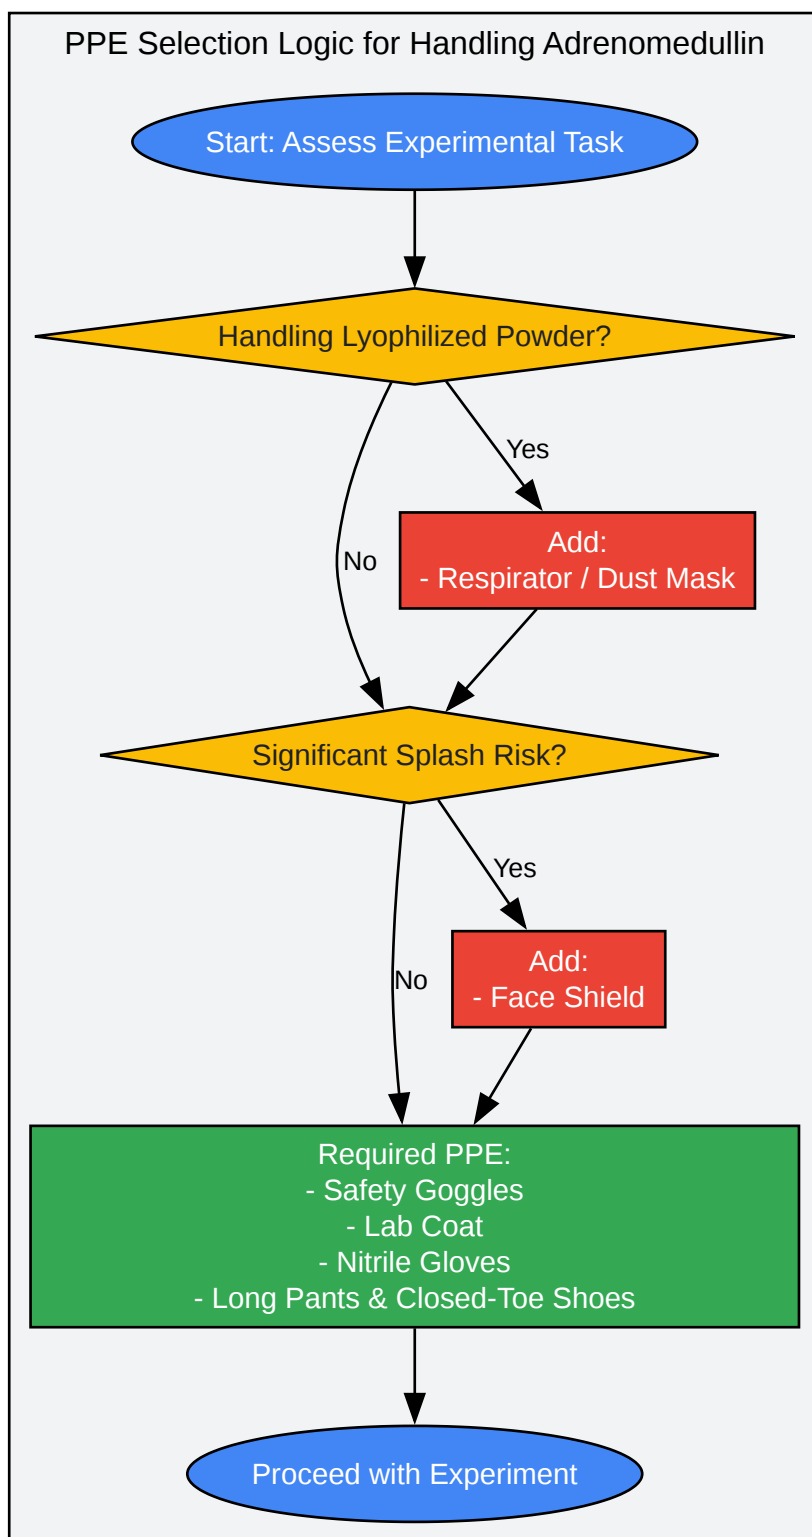 PPE Selection Logic for Handling Adrenomedullin
Start: Assess Experimental Task
Handling Lyophilized Powder?
Yes
Add:
- Respirator / Dust Mask
No
Significant Splash Risk?
Yes
Add:
- Face Shield
No
Required PPE:
- Safety Goggles
- Lab Coat
- Nitrile Gloves
- Long Pants & Closed-Toe Shoes
Proceed with Experiment